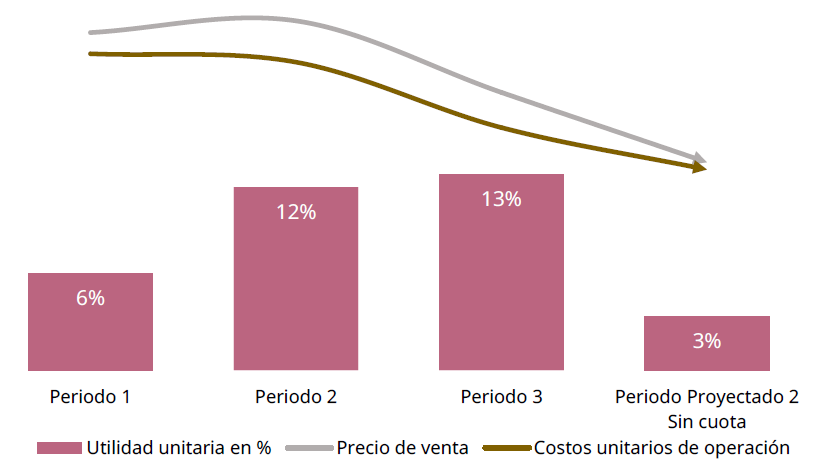 6%
12%
13%
3%
Periodo 1
Periodo 2
Periodo 3
Periodo Proyectado 2
Sin cuota
Utilidad unitaria en %
Precio de venta
Costos unitarios de operación